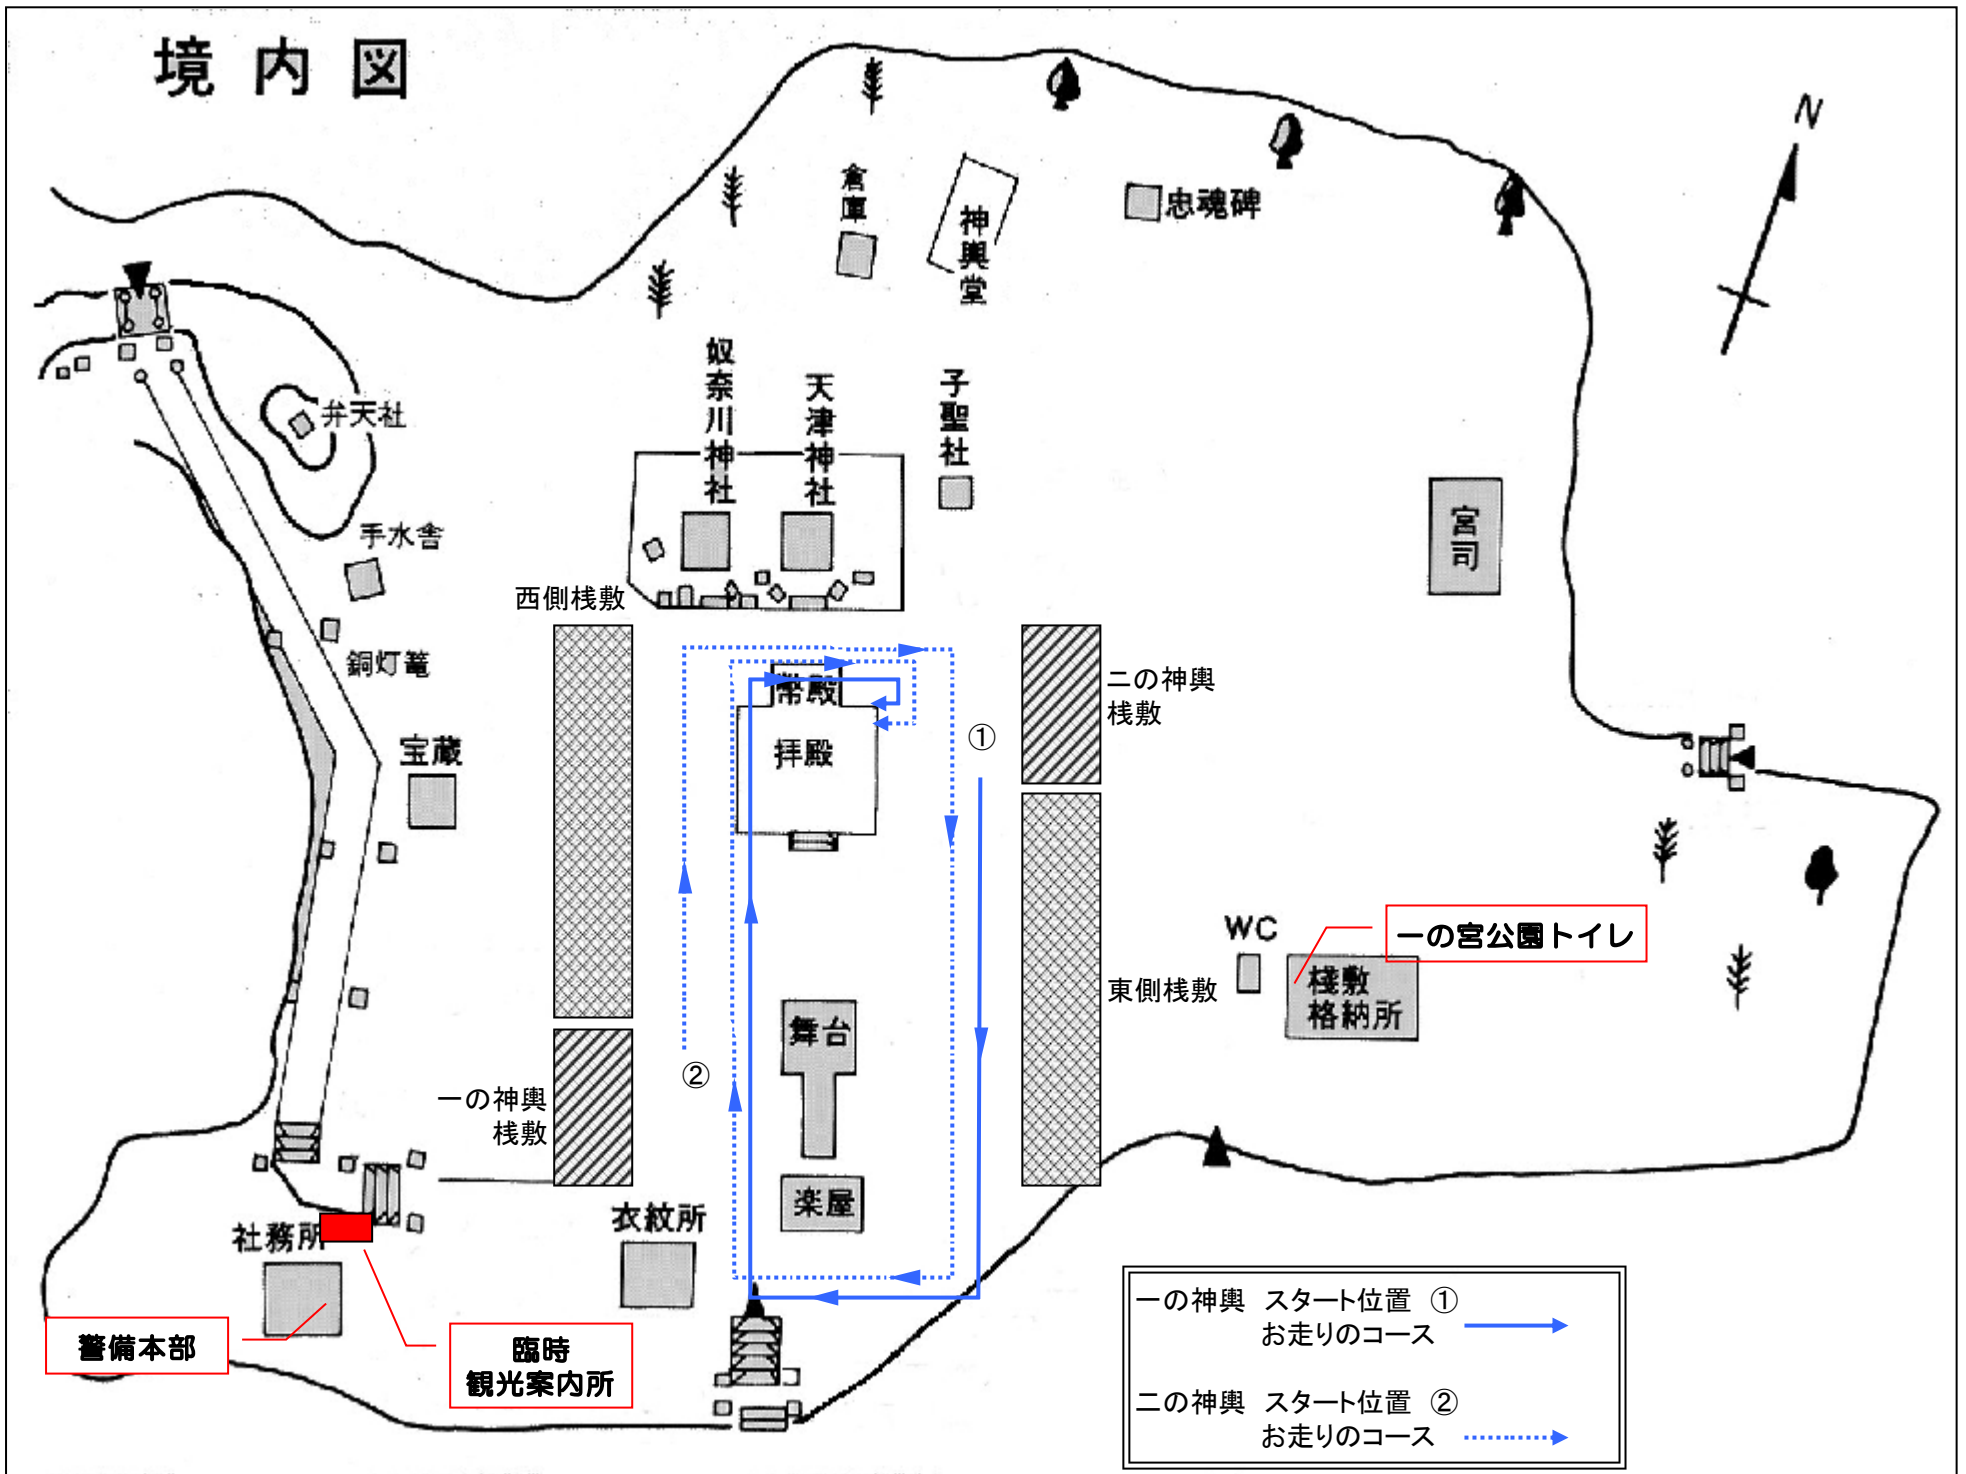 境内図
N
倉庫
神輿堂
忠魂碑
奴奈川神社
天津神社
子聖社
弁天社
手水舎
宮司
西側桟敷
銅灯篭
幣殿
二の神輿
桟敷
①
拝殿
宝蔵
WC
一の宮公園トイレ
東側桟敷
棧敷
格納所
舞台
②
一の神輿
桟敷
楽屋
衣紋所
社務所
警備本部
臨時
観光案内所
一の神輿 スタート位置 ①
お走りのコース
二の神輿 スタート位置 ②
お走りのコース